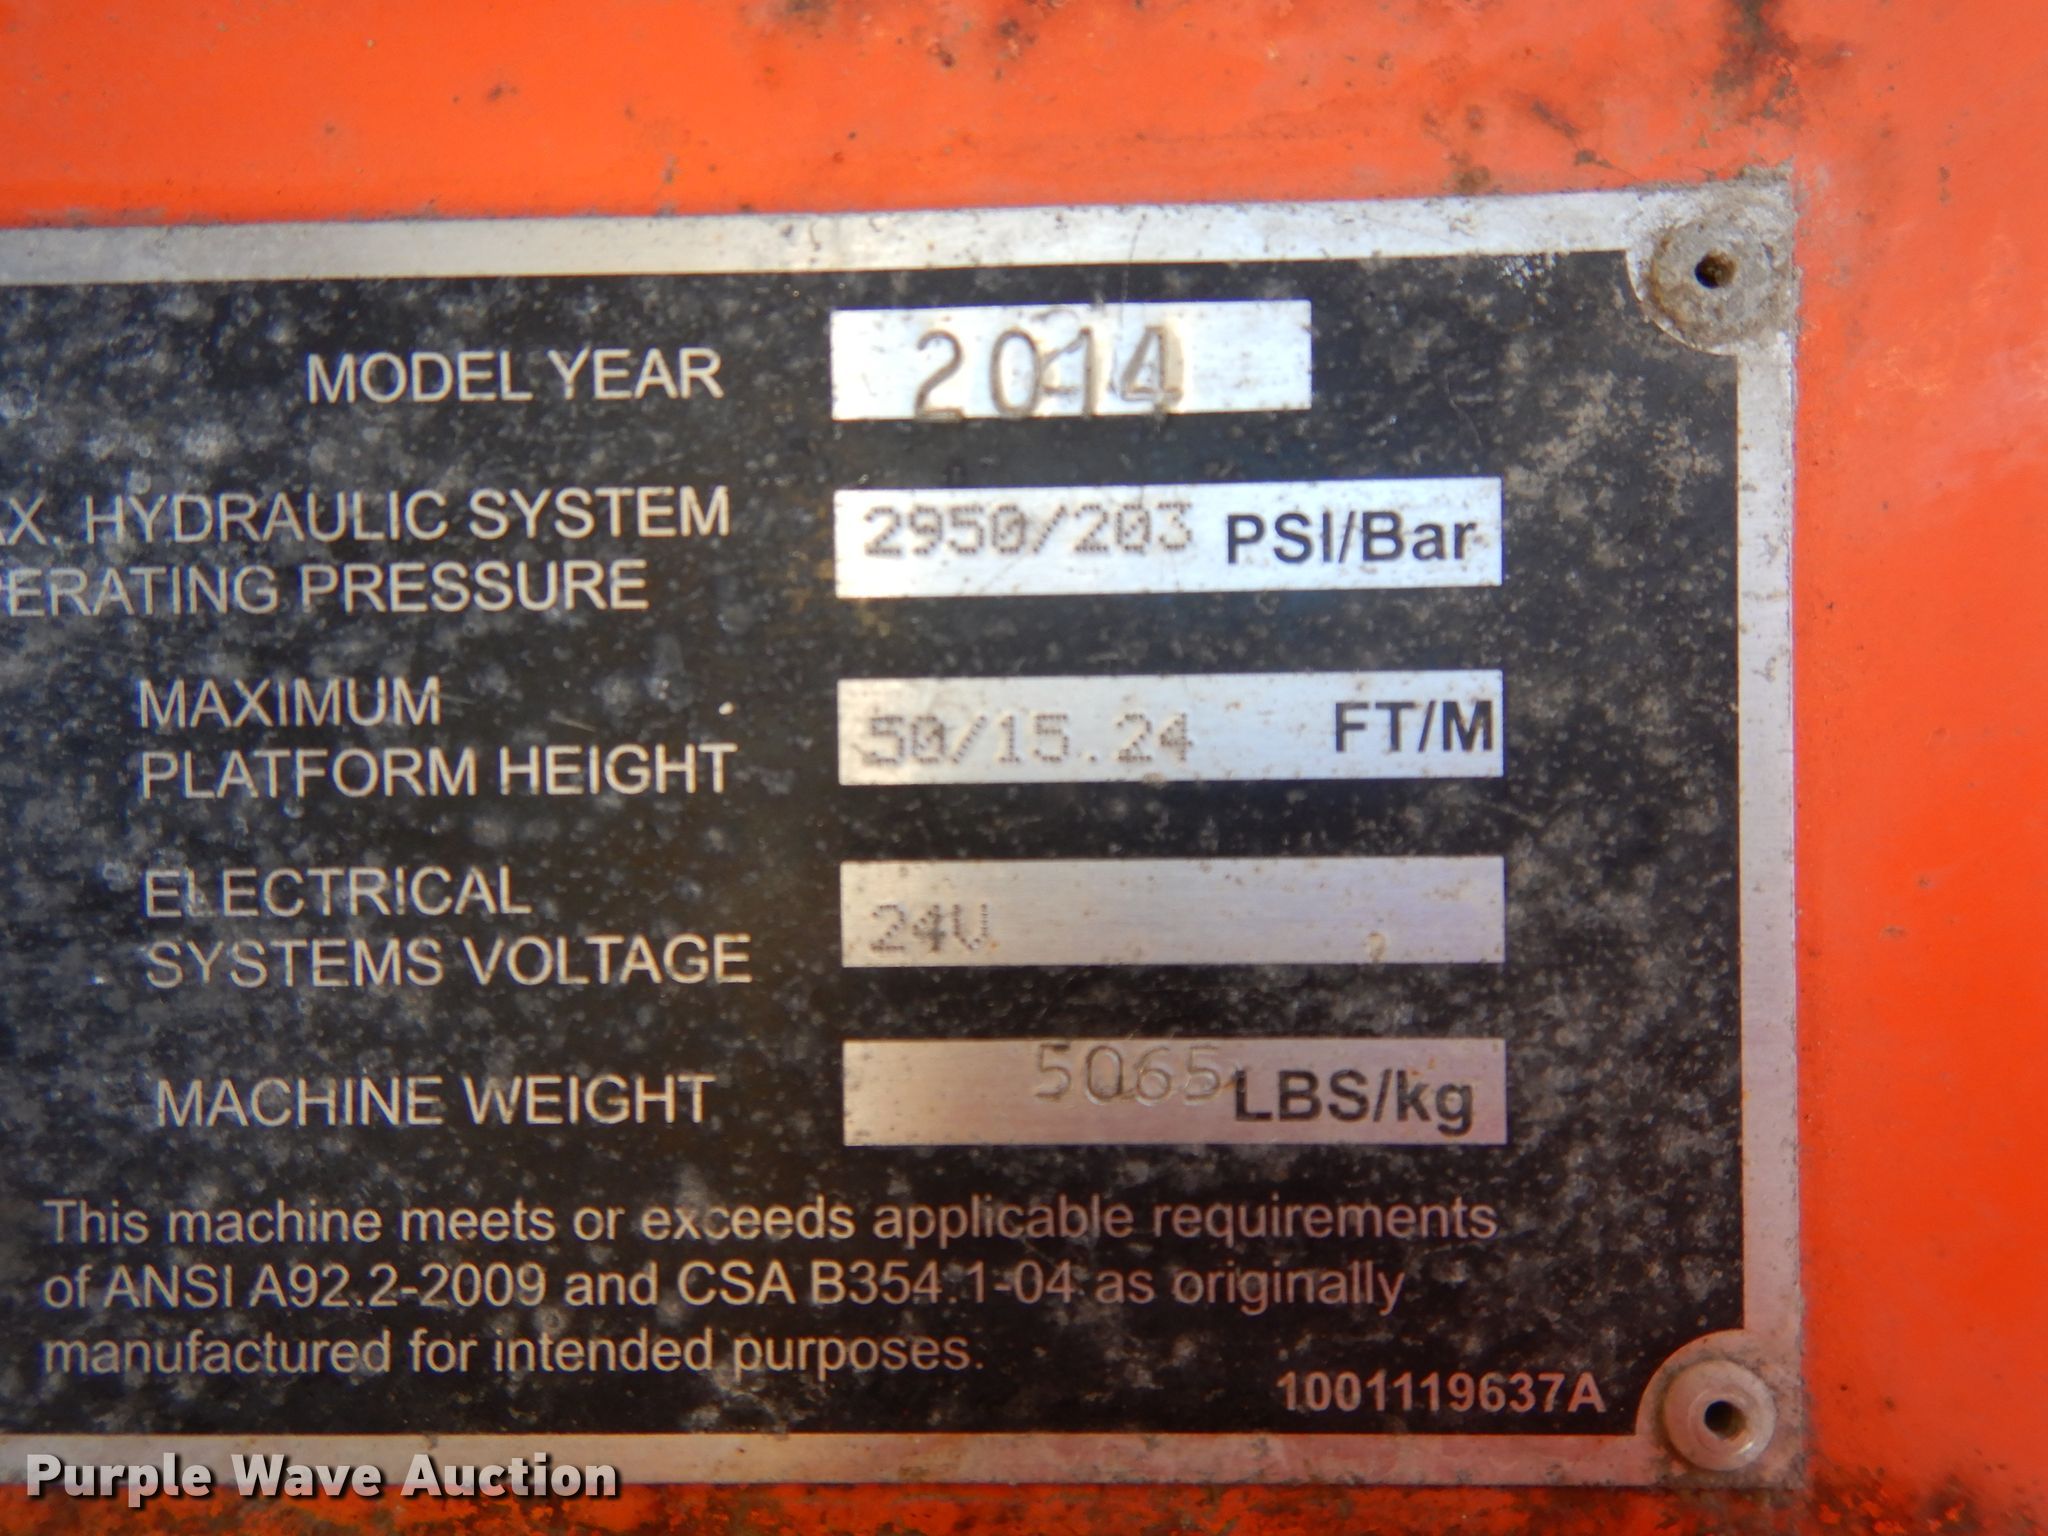 MODEL YEAR 2014
AX. HYDRAULIC SYSTEM 2950/203 PSI/Bar
PERATING PRESSURE
MAXIMUM
PLATFORM HEIGHT 50/15.24 FT/M
ELECTRICAL
SYSTEMS VOLTAGE 24V
MACHINE WEIGHT 5065 LBS/kg
This machine meets or exceeds applicable requirements
of ANSI A92.2-2009 and CSA B354.1-04 as originally
manufactured for intended purposes.
1001119637A
Purple Wave Auction